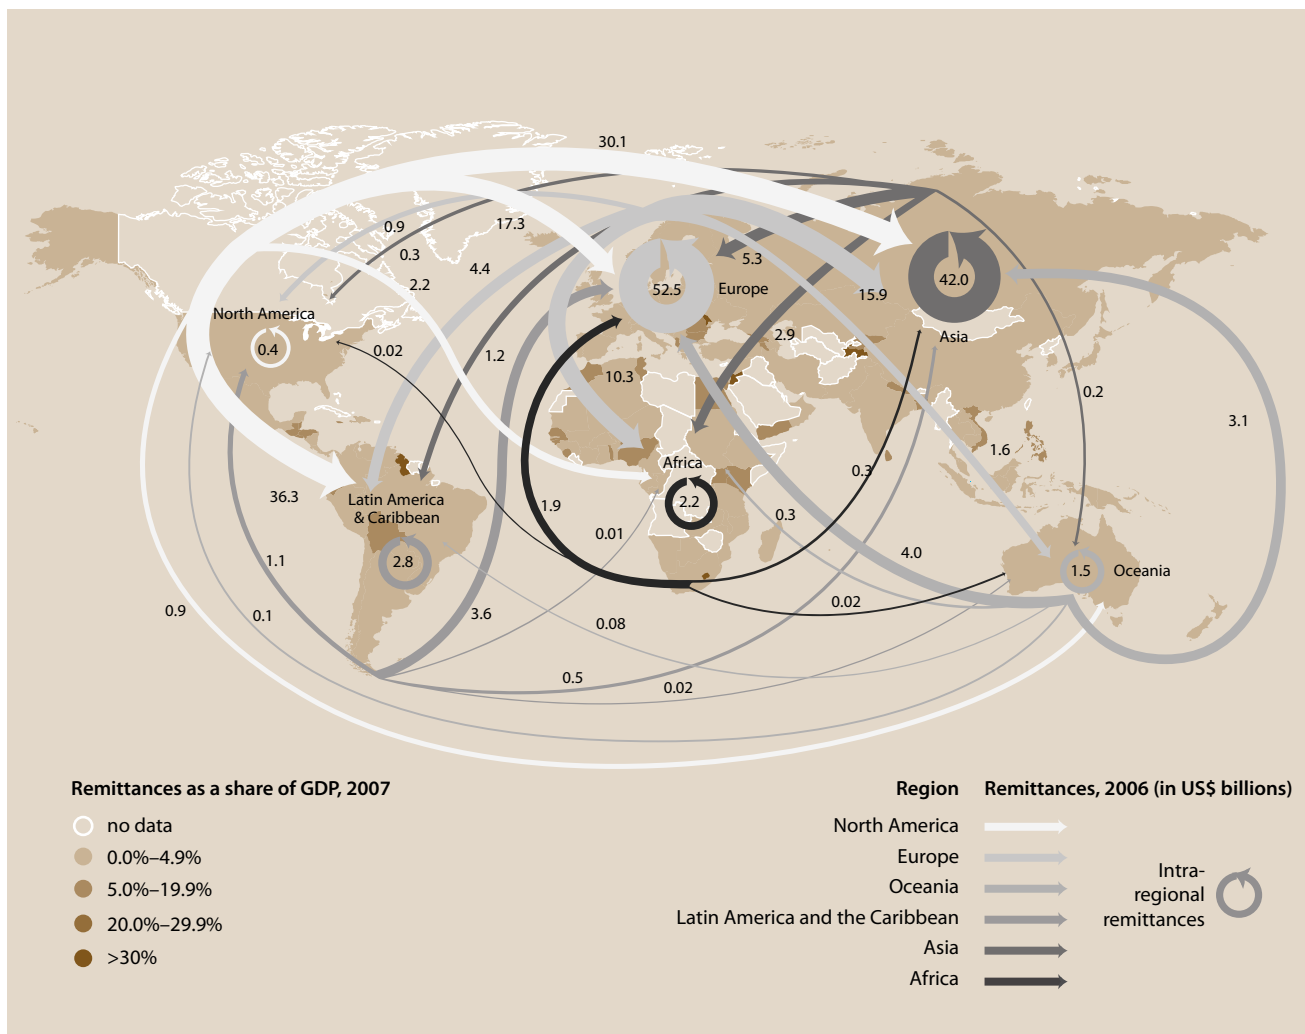 30.1
0.9
17.3
0.3
4.4
5.3
2.2
52.5
Europe
15.9
42.0
North America
0.4
0.02
1.2
2.9
Asia
10.3
0.2
3.1
1.6
Africa
0.3
36.3
Latin America
& Caribbean
1.9
2.2
0.3
0.01
4.0
1.1
2.8
1.5
Oceania
0.9
0.1
3.6
0.08
0.02
0.5
0.02
Remittances as a share of GDP, 2007
no data
0.0%–4.9%
5.0%–19.9%
20.0%–29.9%
>30%
Region
Remittances, 2006 (in US$ billions)
North America
Europe
Oceania
Latin America and the Caribbean
Asia
Africa
Intra-
regional
remittances